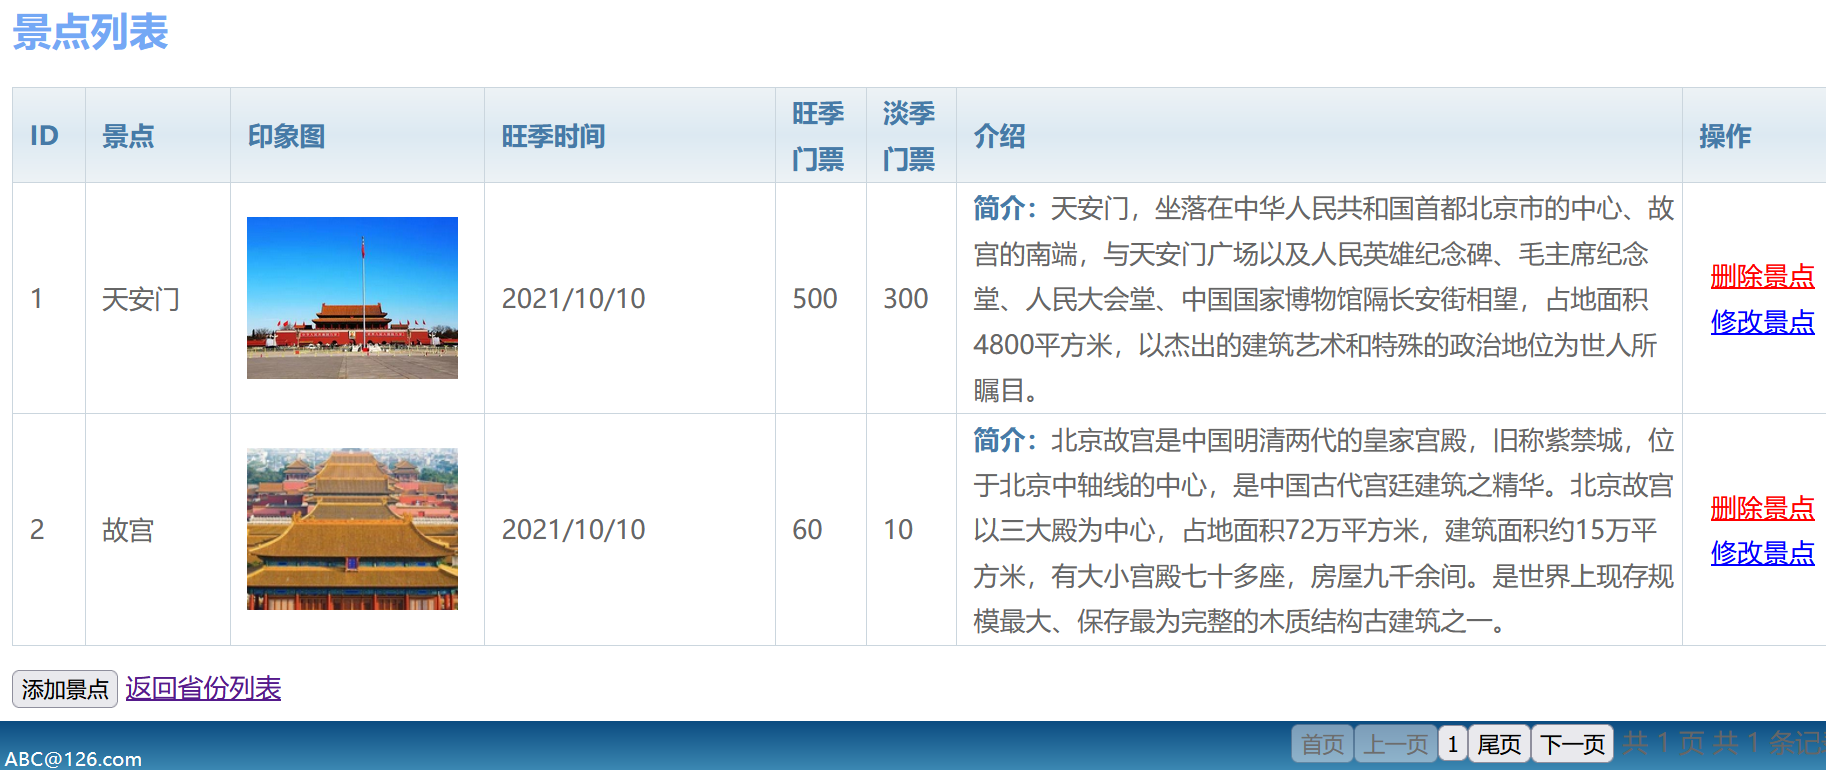 景点列表
ID 景点 印象图 旺季时间 旺季门票 淡季门票 介绍 操作
1 天安门 2021/10/10 500 300
简介：天安门，坐落在中华人民共和国首都北京市的中心、故
宫的南端，与天安门广场以及人民英雄纪念碑、毛主席纪念
堂、人民大会堂、中国国家博物馆隔长安街相望，占地面积
4800平方米，以杰出的建筑艺术和特殊的政治地位为世人所
瞩目。
删除景点
修改景点
2 故宫 2021/10/10 60 10
简介：北京故宫是中国明清两代的皇家宫殿，旧称紫禁城，位
于北京中轴线的中心，是中国古代宫廷建筑之精华。北京故宫
以三大殿为中心，占地面积72万平方米，建筑面积约15万平
方米，有大小宫殿七十多座，房屋九千余间。是世界上现存规
模最大、保存最为完整的木质结构古建筑之一。
删除景点
修改景点
添加景点 返回省份列表
首页 上一页 1 尾页 下一页 共 1 页 共 1 条记
ABC@126.com